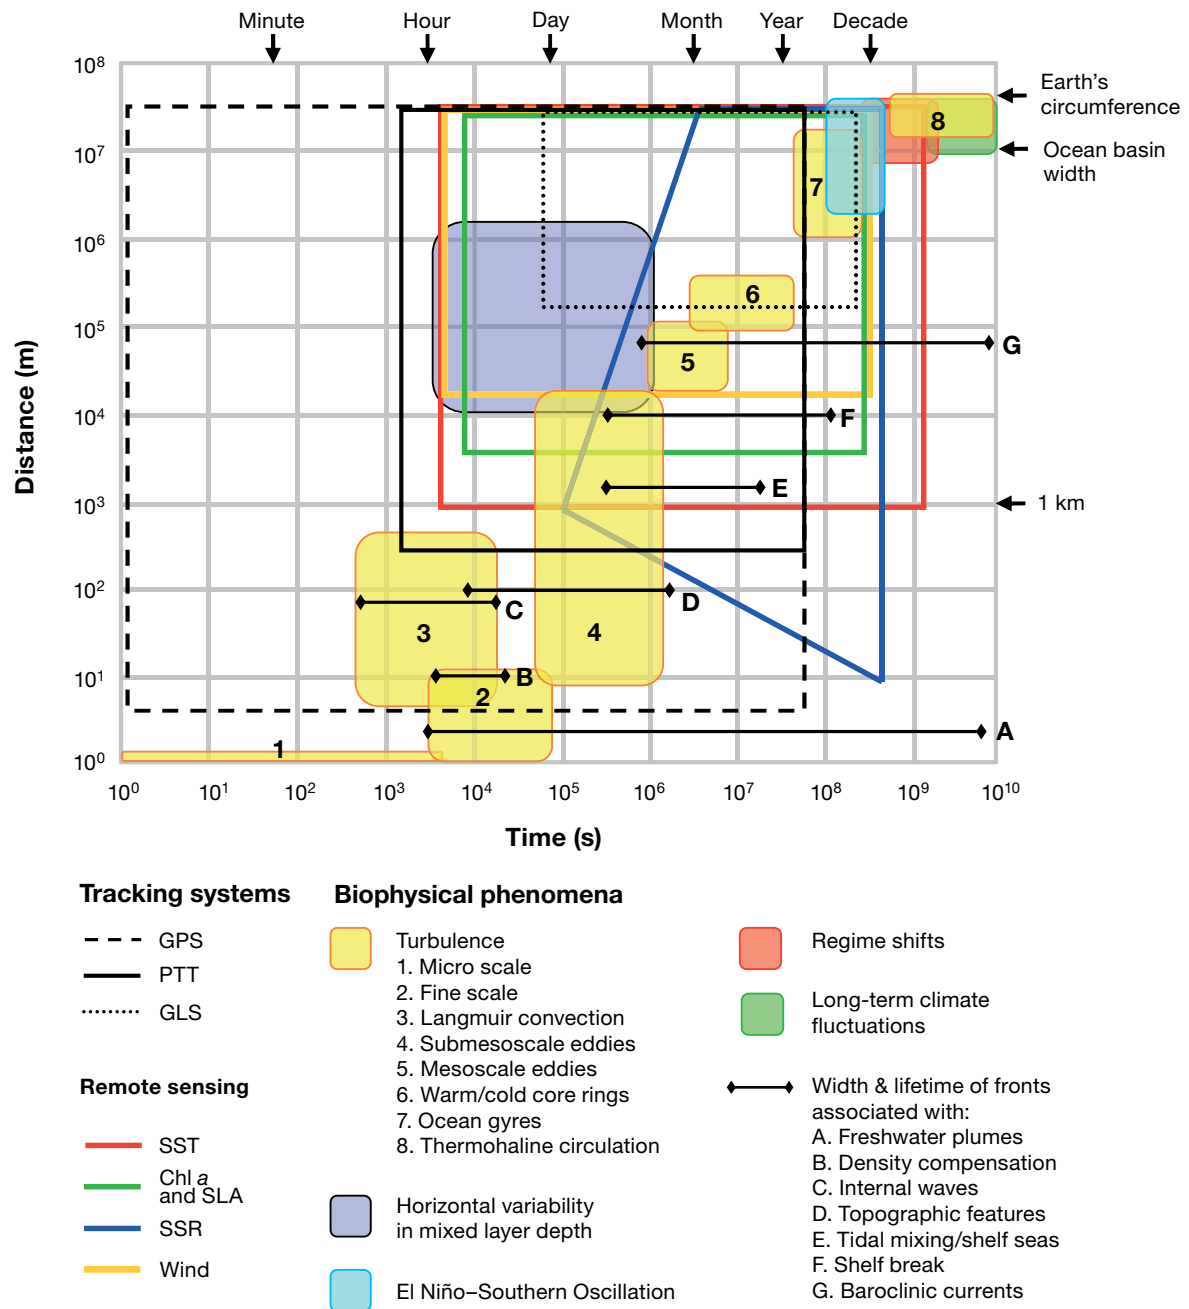 Minute Hour Day Month Year Decade
10⁸
Earth's
circumference
8
10⁷
Ocean basin
width
7
10⁶
6
10⁵
G
5
10⁴
F
E
10³
1 km
10²
C
D
3
4
10¹
B
2
A
1
10⁰
Distance (m)
10⁰ 10¹ 10² 10³ 10⁴ 10⁵ 10⁶ 10⁷ 10⁸ 10⁹ 10¹⁰
Time (s)
Tracking systems
GPS
PTT
GLS
Remote sensing
SST
Chl a
and SLA
SSR
Wind
Biophysical phenomena
Turbulence
1. Micro scale
2. Fine scale
3. Langmuir convection
4. Submesoscale eddies
5. Mesoscale eddies
6. Warm/cold core rings
7. Ocean gyres
8. Thermohaline circulation
Horizontal variability
in mixed layer depth
El Niño–Southern Oscillation
Regime shifts
Long-term climate
fluctuations
Width & lifetime of fronts
associated with:
A. Freshwater plumes
B. Density compensation
C. Internal waves
D. Topographic features
E. Tidal mixing/shelf seas
F. Shelf break
G. Baroclinic currents